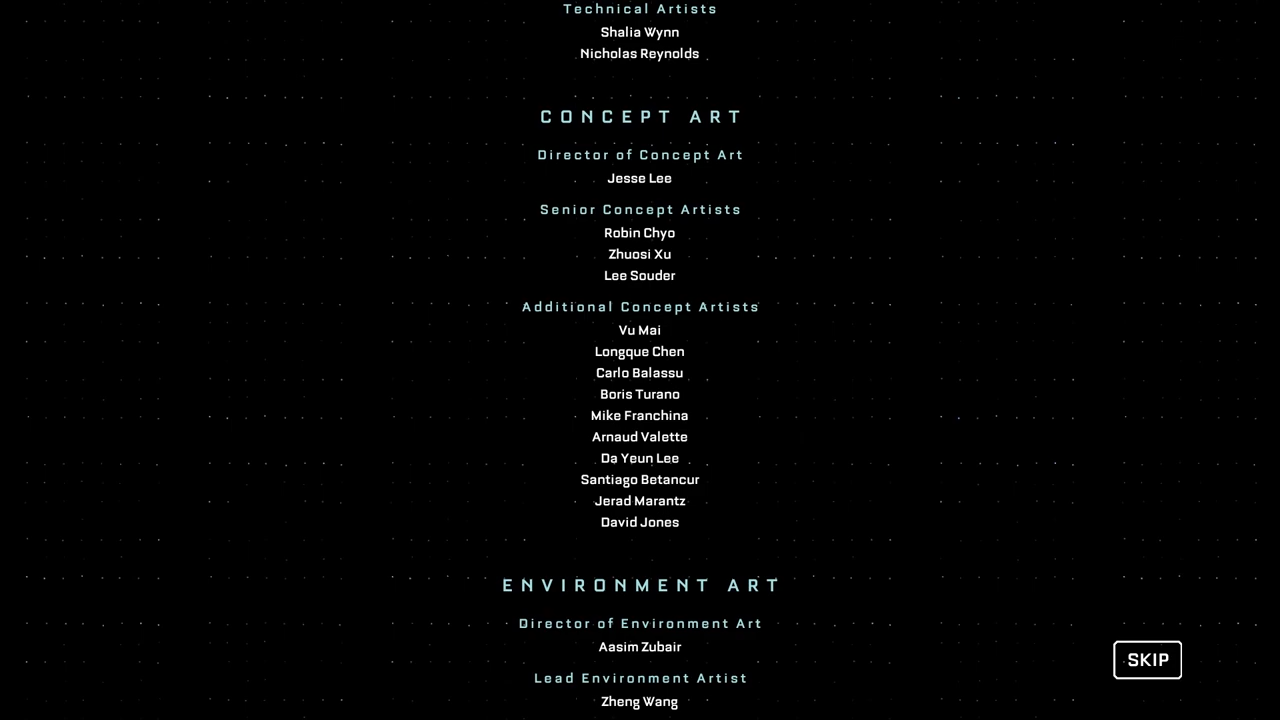 Technical Artists
Shalia Wynn
Nicholas Reynolds
CONCEPT ART
Director of Concept Art
Jesse Lee
Senior Concept Artists
Robin Chyo
Zhuosi Xu
Lee Souder
Additional Concept Artists
Vu Mai
Longque Chen
Carlo Balassu
Boris Turano
Mike Franchina
Arnaud Valette
Da Yeun Lee
Santiago Betancur
Jerad Marantz
David Jones
ENVIRONMENT ART
Director of Environment Art
Aasim Zubair
Lead Environment Artist
Zheng Wang
SKIP